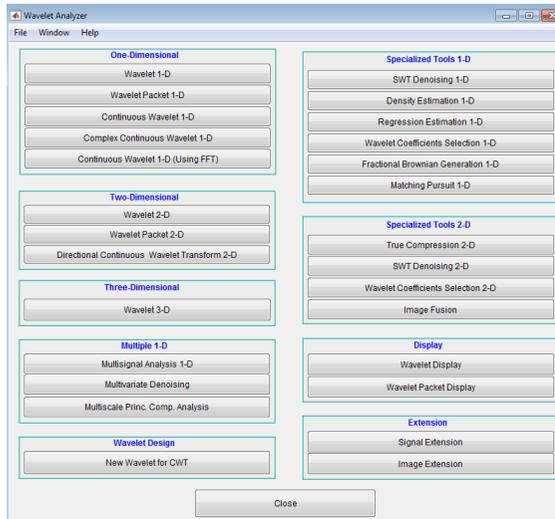 Wavelet Analyzer
File Window Help
One-Dimensional
Wavelet 1-D
Wavelet Packet 1-D
Continuous Wavelet 1-D
Complex Continuous Wavelet 1-D
Continuous Wavelet 1-D (Using FFT)
Two-Dimensional
Wavelet 2-D
Wavelet Packet 2-D
Directional Continuous Wavelet Transform 2-D
Three-Dimensional
Wavelet 3-D
Multiple 1-D
Multisignal Analysis 1-D
Multivariate Denoising
Multiscale Princ. Comp. Analysis
Wavelet Design
New Wavelet for CWT
Specialized Tools 1-D
SWT Denoising 1-D
Density Estimation 1-D
Regression Estimation 1-D
Wavelet Coefficients Selection 1-D
Fractional Brownian Generation 1-D
Matching Pursuit 1-D
Specialized Tools 2-D
True Compression 2-D
SWT Denoising 2-D
Wavelet Coefficients Selection 2-D
Image Fusion
Display
Wavelet Display
Wavelet Packet Display
Extension
Signal Extension
Image Extension
Close